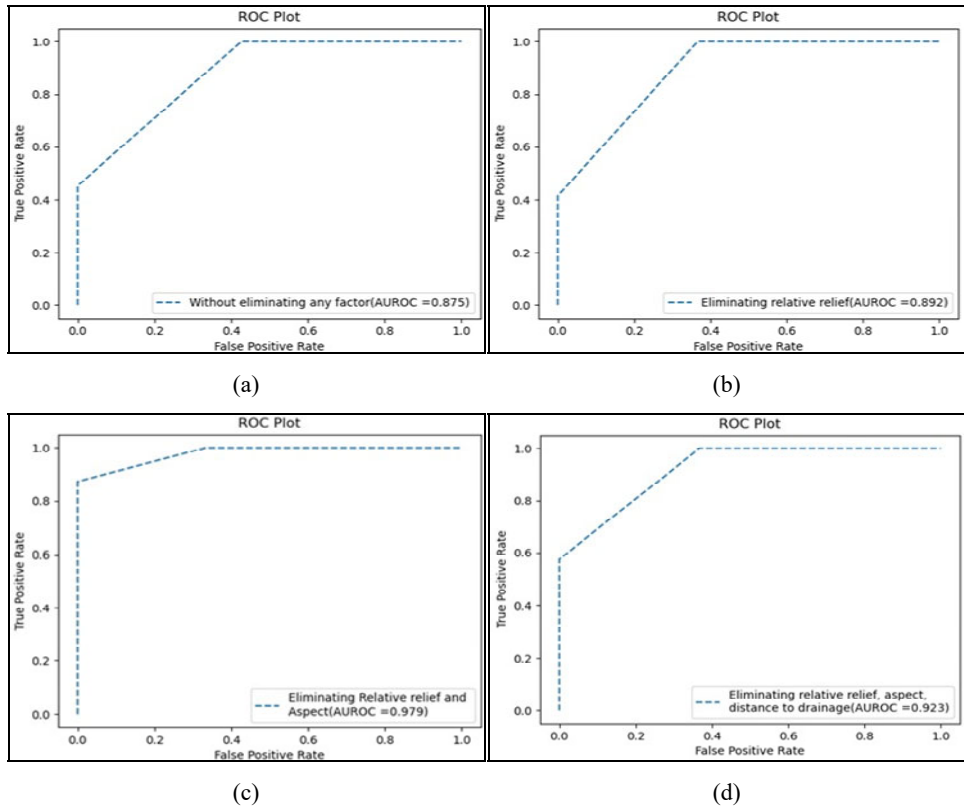 ROC Plot
1.0
0.8
0.6
0.4
0.2
0.0
True Positive Rate
Without eliminating any factor(AUROC =0.875)
0.0 0.2 0.4 0.6 0.8 1.0
False Positive Rate
(a)
ROC Plot
1.0
0.8
0.6
0.4
0.2
0.0
True Positive Rate
Eliminating relative relief(AUROC =0.892)
0.0 0.2 0.4 0.6 0.8 1.0
False Positive Rate
(b)
ROC Plot
1.0
0.8
0.6
0.4
0.2
0.0
True Positive Rate
Eliminating Relative relief and
Aspect(AUROC =0.979)
0.0 0.2 0.4 0.6 0.8 1.0
False Positive Rate
(c)
ROC Plot
1.0
0.8
0.6
0.4
0.2
0.0
True Positive Rate
Eliminating relative relief, aspect,
distance to drainage(AUROC =0.923)
0.0 0.2 0.4 0.6 0.8 1.0
False Positive Rate
(d)